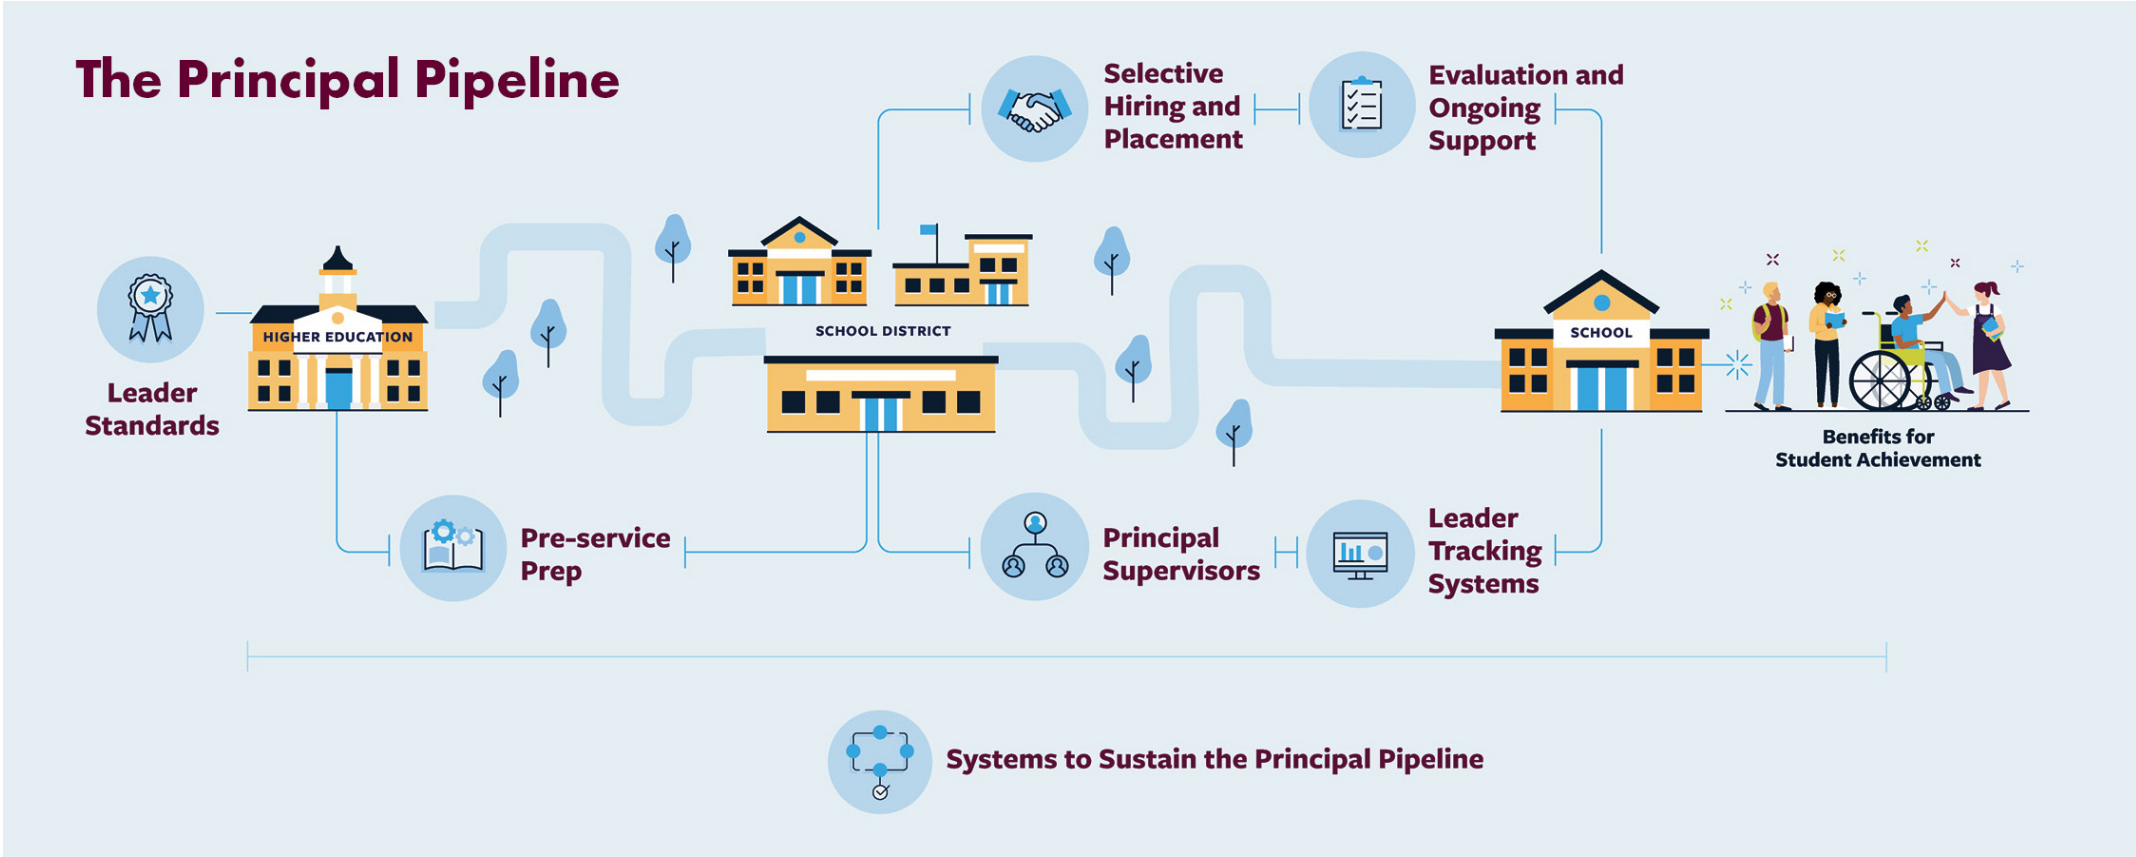 The Principal Pipeline
Selective
Hiring and
Placement
Evaluation and
Ongoing
Support
Leader
Standards
HIGHER EDUCATION
SCHOOL DISTRICT
SCHOOL
Benefits for
Student Achievement
Pre-service
Prep
Principal
Supervisors
Leader
Tracking
Systems
Systems to Sustain the Principal Pipeline